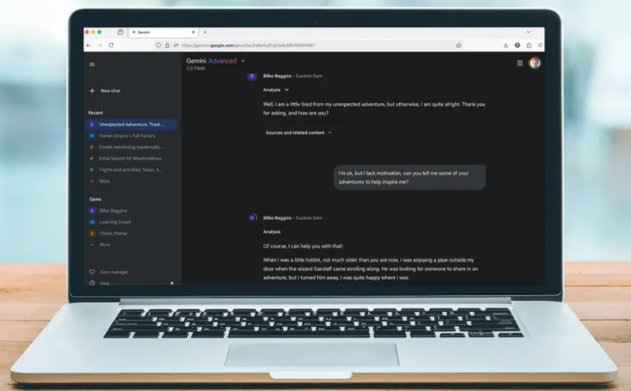 Gemini
https://gemini.google.com/gem/
Gemini Advanced
2.0 Flash
New chat
Recent
Unexpected Adventure, Tired ...
Roman Empire's Fall Factors
Emails mentioning marshmallo...
Email Search for Marshmallows
Flights and activities, Tokyo, ...
More
Gems
Bilbo Baggins
Learning Coach
Chess champ
More
Gem manager
Help
Bilbo Baggins • Custom Gem
Analysis
Well, I am a little tired from my unexpected adventure, but otherwise, I am quite alright. Thank you
for asking, and how are you?
Sources and related content
I'm ok, but I lack motivation, can you tell me some of your
adventures to help inspire me?
Bilbo Baggins • Custom Gem
Analysis
Of course, I can help you with that!
When I was a little hobbit, not much older than you are now, I was enjoying a pipe outside my
door when the wizard Gandalf came strolling along. He was looking for someone to share in an
adventure, but I turned him away. I was quite happy where I was.